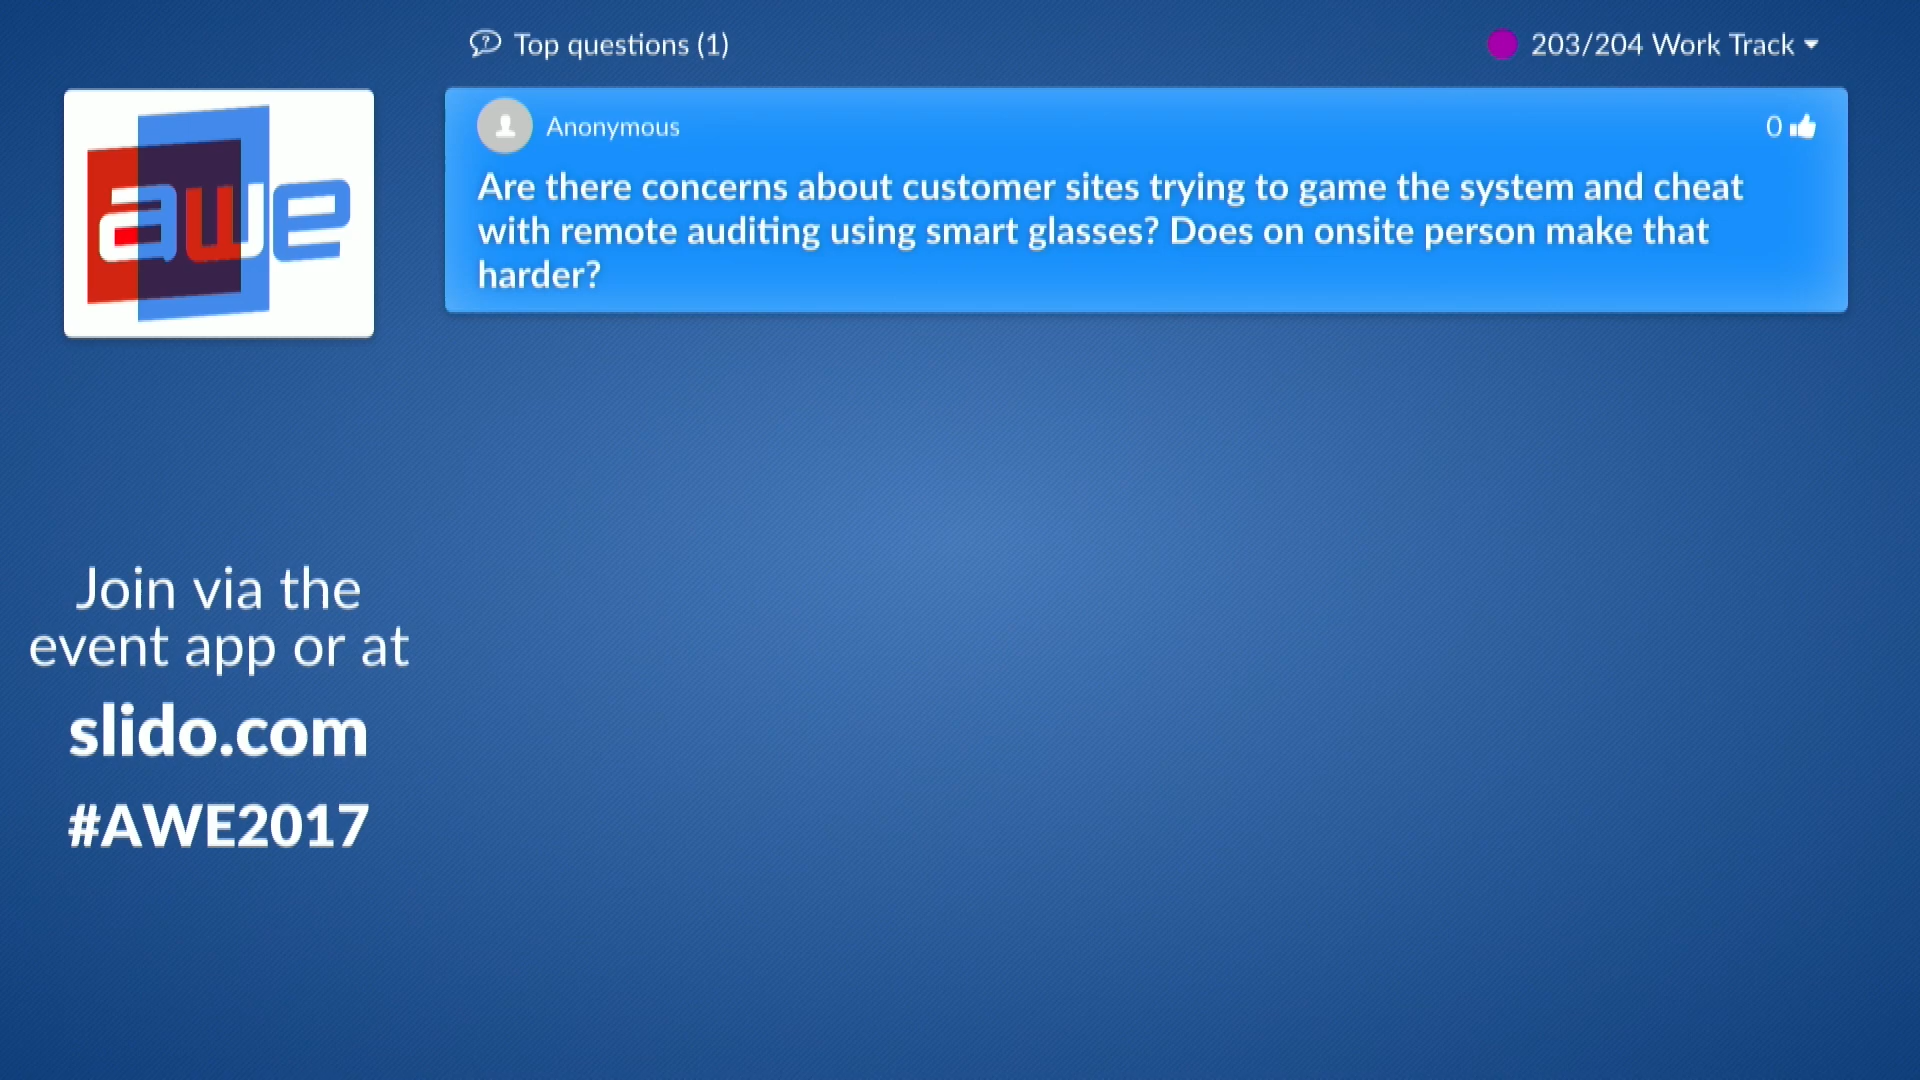 Top questions (1)
203/204 Work Track
awe
Anonymous
0
Are there concerns about customer sites trying to game the system and cheat
with remote auditing using smart glasses? Does on onsite person make that
harder?
Join via the
event app or at
slido.com
#AWE2017